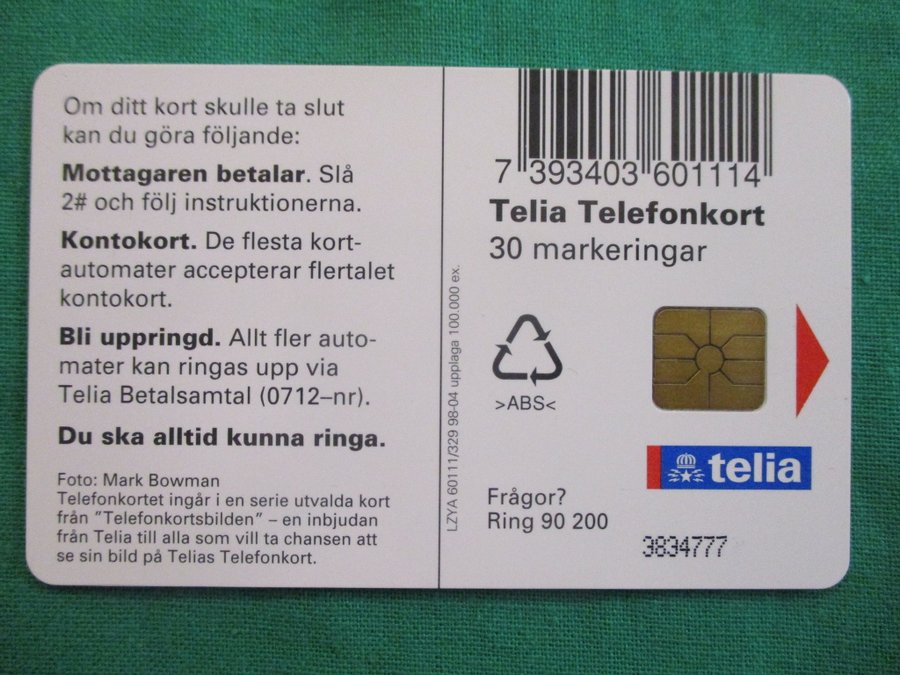 Om ditt kort skulle ta slut
kan du göra följande:
Mottagaren betalar. Slå
2# och följ instruktionerna.
Kontokort. De flesta kort-
automater accepterar flertalet
kontokort.
Bli uppringd. Allt fler auto-
mater kan ringas upp via
Telia Betalsamtal (0712–nr).
Du ska alltid kunna ringa.
Foto: Mark Bowman
Telefonkortet ingår i en serie utvalda kort
från ”Telefonkortsbilden” – en inbjudan
från Telia till alla som vill ta chansen att
se sin bild på Telias Telefonkort.
LZYA 60111/329 98-04 upplaga 100.000 ex.
7 393403 601114
Telia Telefonkort
30 markeringar
>ABS<
telia
Frågor?
Ring 90 200
3834777